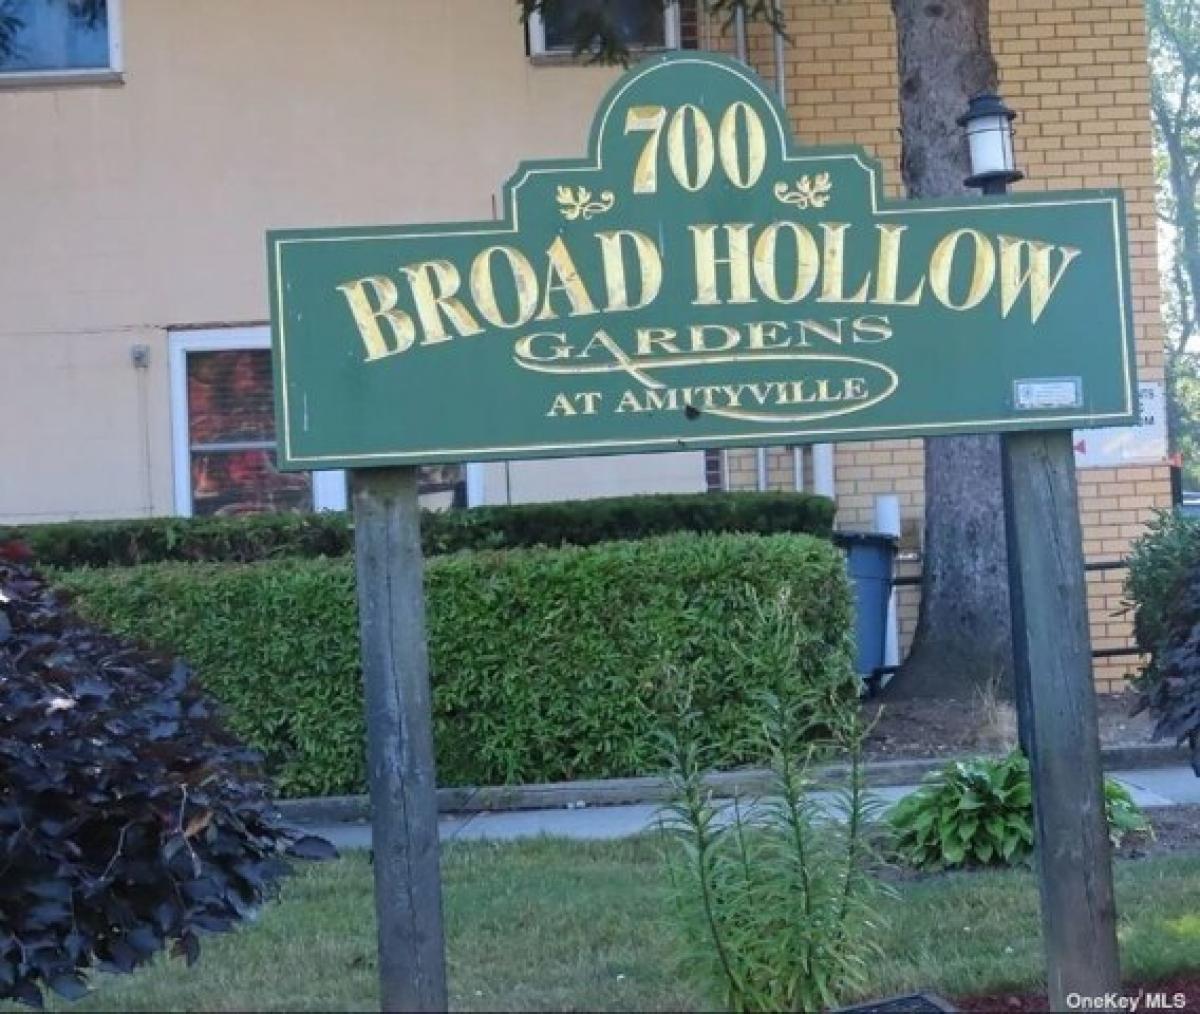 700
BROAD HOLLOW
GARDENS
AT AMITYVILLE
OneKey MLS